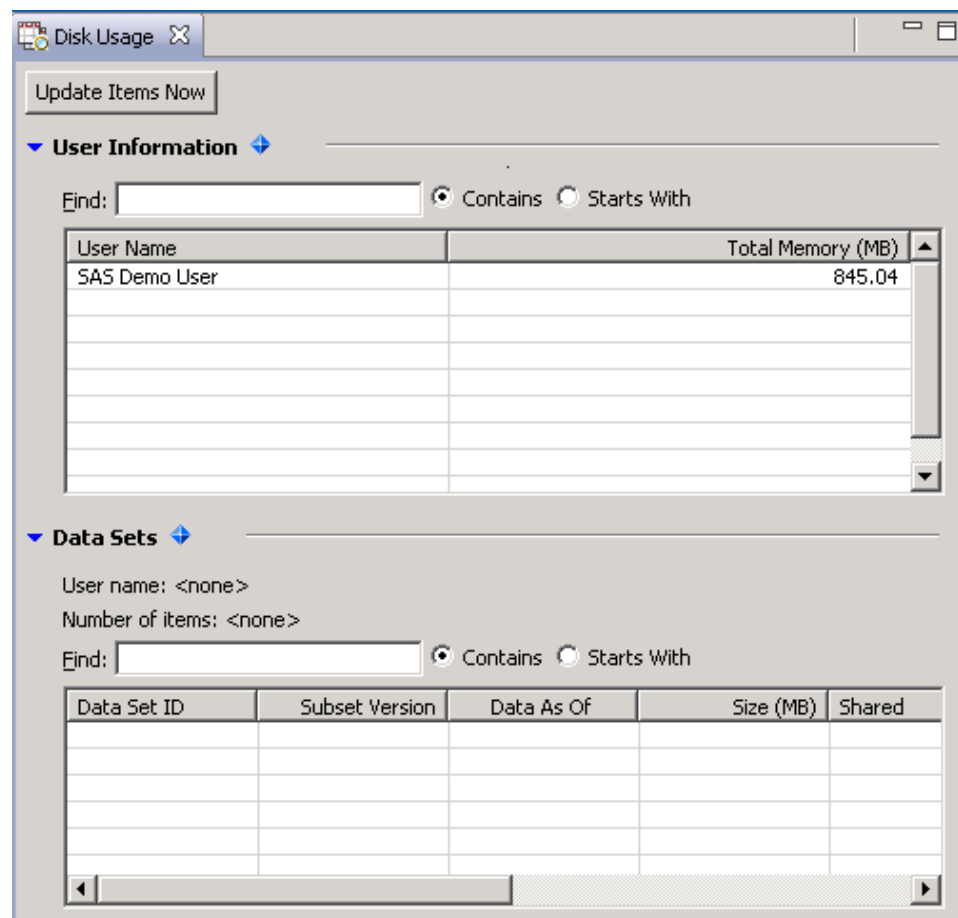 Disk Usage
Update Items Now
User Information
Find: Contains Starts With
User Name Total Memory (MB)
SAS Demo User 845.04
Data Sets
User name: <none>
Number of items: <none>
Find: Contains Starts With
Data Set ID Subset Version Data As Of Size (MB) Shared